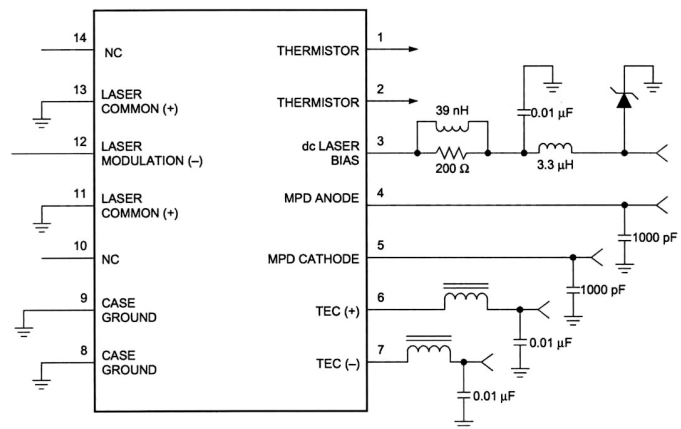 14
NC
THERMISTOR
1
13
LASER
COMMON (+)
THERMISTOR
2
39 nH
0.01 µF
12
LASER
MODULATION (–)
dc LASER
BIAS
3
200 Ω
3.3 µH
11
LASER
COMMON (+)
MPD ANODE
4
1000 pF
10
NC
MPD CATHODE
5
1000 pF
9
CASE
GROUND
TEC (+)
6
0.01 µF
8
CASE
GROUND
TEC (–)
7
0.01 µF